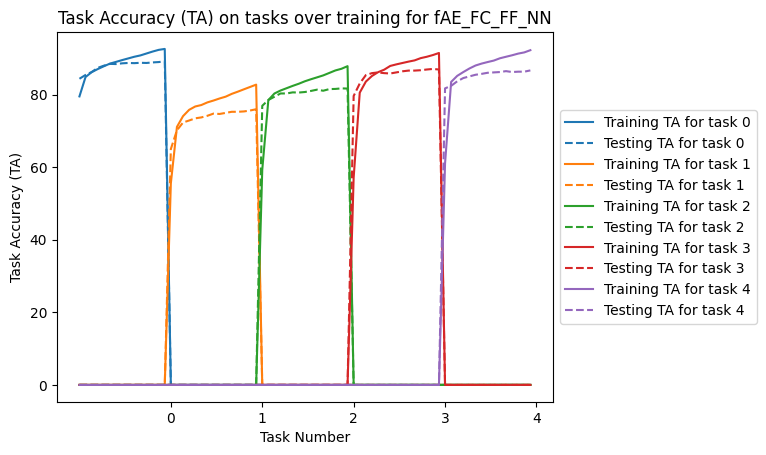 Task Accuracy (TA) on tasks over training for fAE_FC_FF_NN
Task Accuracy (TA)
80
60
40
20
0
0 1 2 3 4
Task Number
Training TA for task 0
Testing TA for task 0
Training TA for task 1
Testing TA for task 1
Training TA for task 2
Testing TA for task 2
Training TA for task 3
Testing TA for task 3
Training TA for task 4
Testing TA for task 4